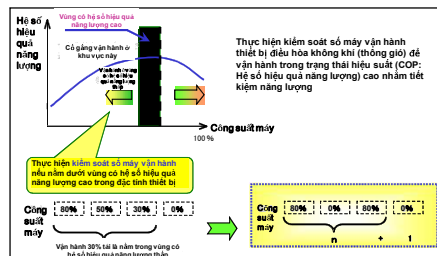 Hệ số
hiệu
quả
năng
lượng
Vùng có hệ số hiệu quả
năng lượng cao
Cố gắng vận hành ở
khu vực này
100 %
Công suất máy
Thực hiện kiểm soát số máy vận hành
thiết bị điều hòa không khí (thông gió) để
vận hành trong trạng thái hiệu suất (COP:
Hệ số hiệu quả năng lượng) cao nhằm tiết
kiệm năng lượng
Thực hiện kiểm soát số máy vận hành
nếu nằm dưới vùng có hệ số hiệu quả
năng lượng cao trong đặc tính thiết bị
Công
suất
máy
80% 50% 30% 0%
Vận hành 30% tải là nằm trong vùng có
hệ số hiệu quả năng lượng thấp
Công
suất
máy
80% 0% 80% 0%
n + 1